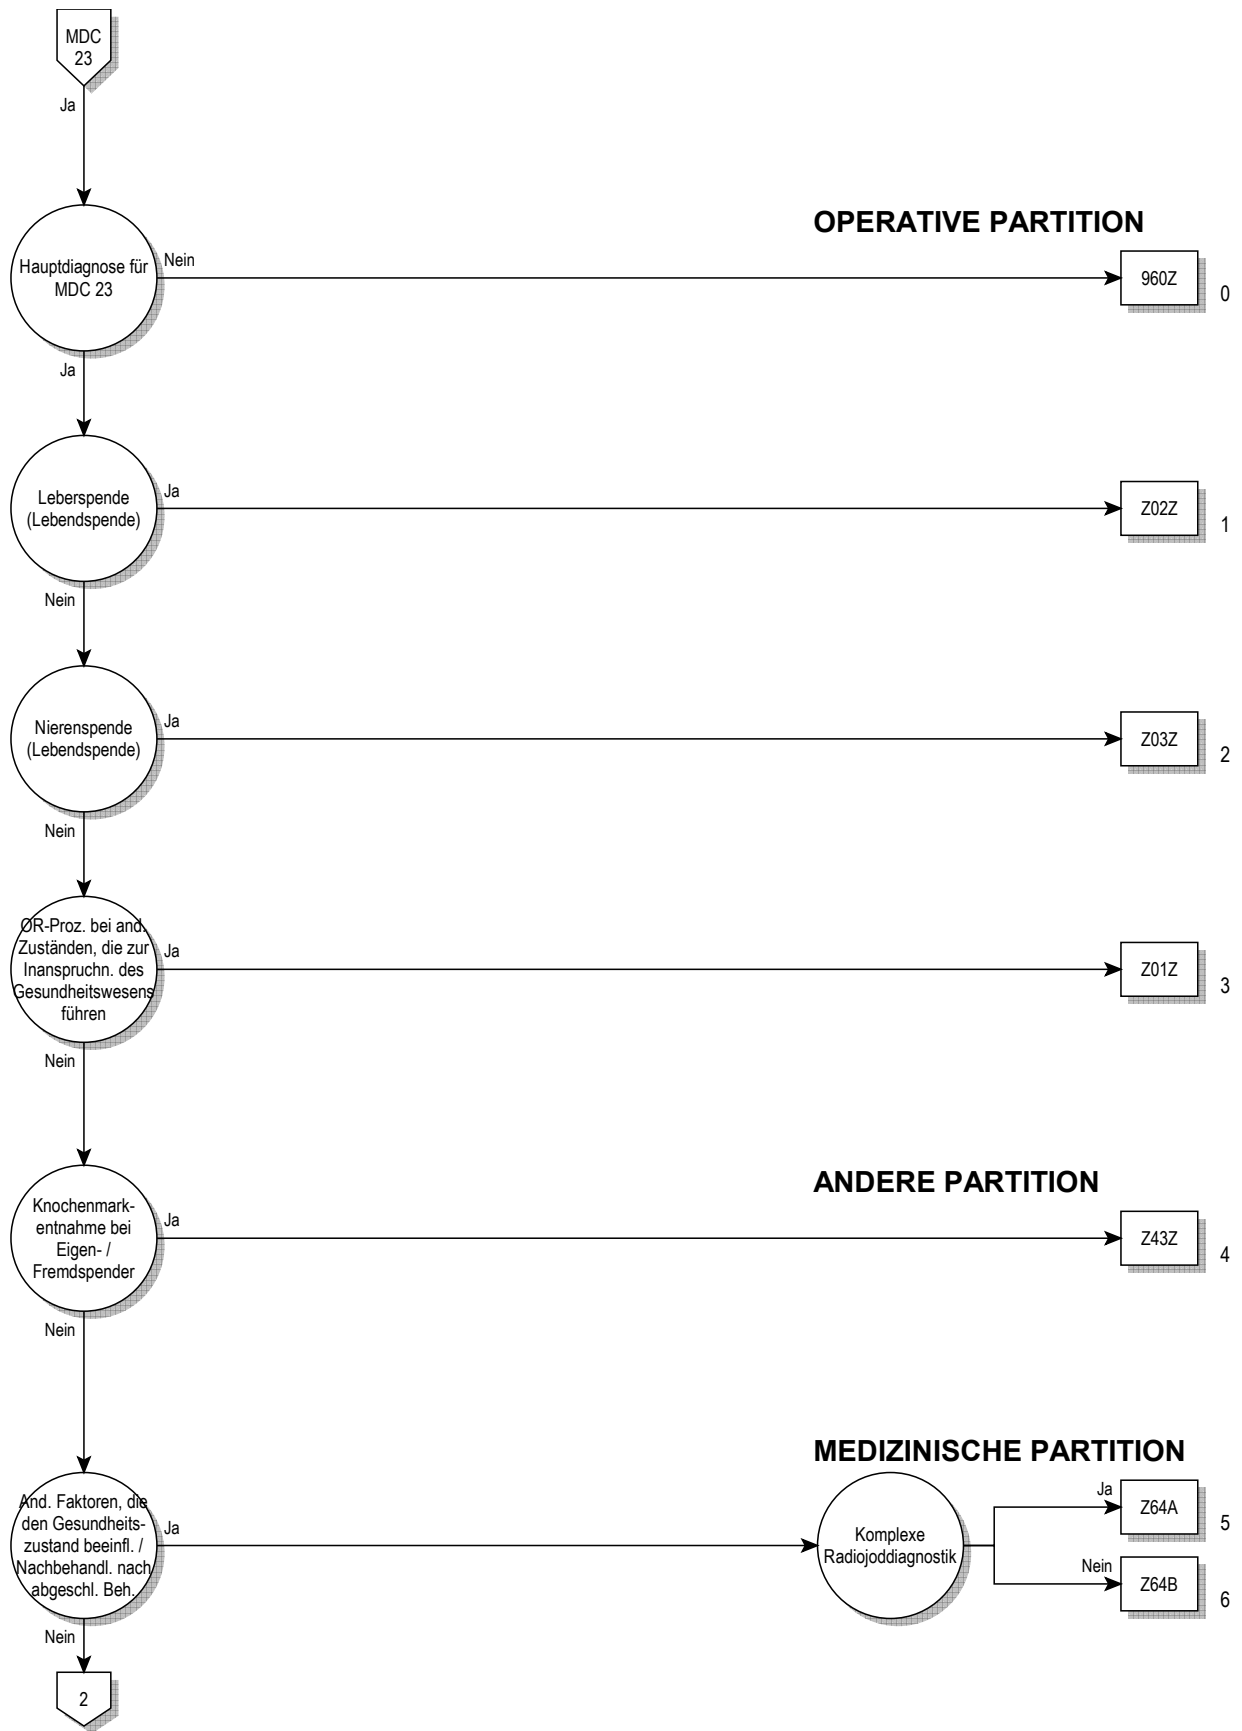 MDC
23
Ja
OPERATIVE PARTITION
Hauptdiagnose für
MDC 23
Nein
960Z
0
Ja
Leberspende
(Lebendspende)
Ja
Z02Z
1
Nein
Nierenspende
(Lebendspende)
Ja
Z03Z
2
Nein
OR-Proz. bei and.
Zuständen, die zur
Inanspruchn. des
Gesundheitswesens
führen
Ja
Z01Z
3
Nein
ANDERE PARTITION
Knochenmark-
entnahme bei
Eigen- /
Fremdspender
Ja
Z43Z
4
Nein
MEDIZINISCHE PARTITION
And. Faktoren, die
den Gesundheits-
zustand beeinfl. /
Nachbehandl. nach
abgeschl. Beh.
Ja
Komplexe
Radiojoddiagnostik
Ja
Z64A
5
Nein
Z64B
6
Nein
2